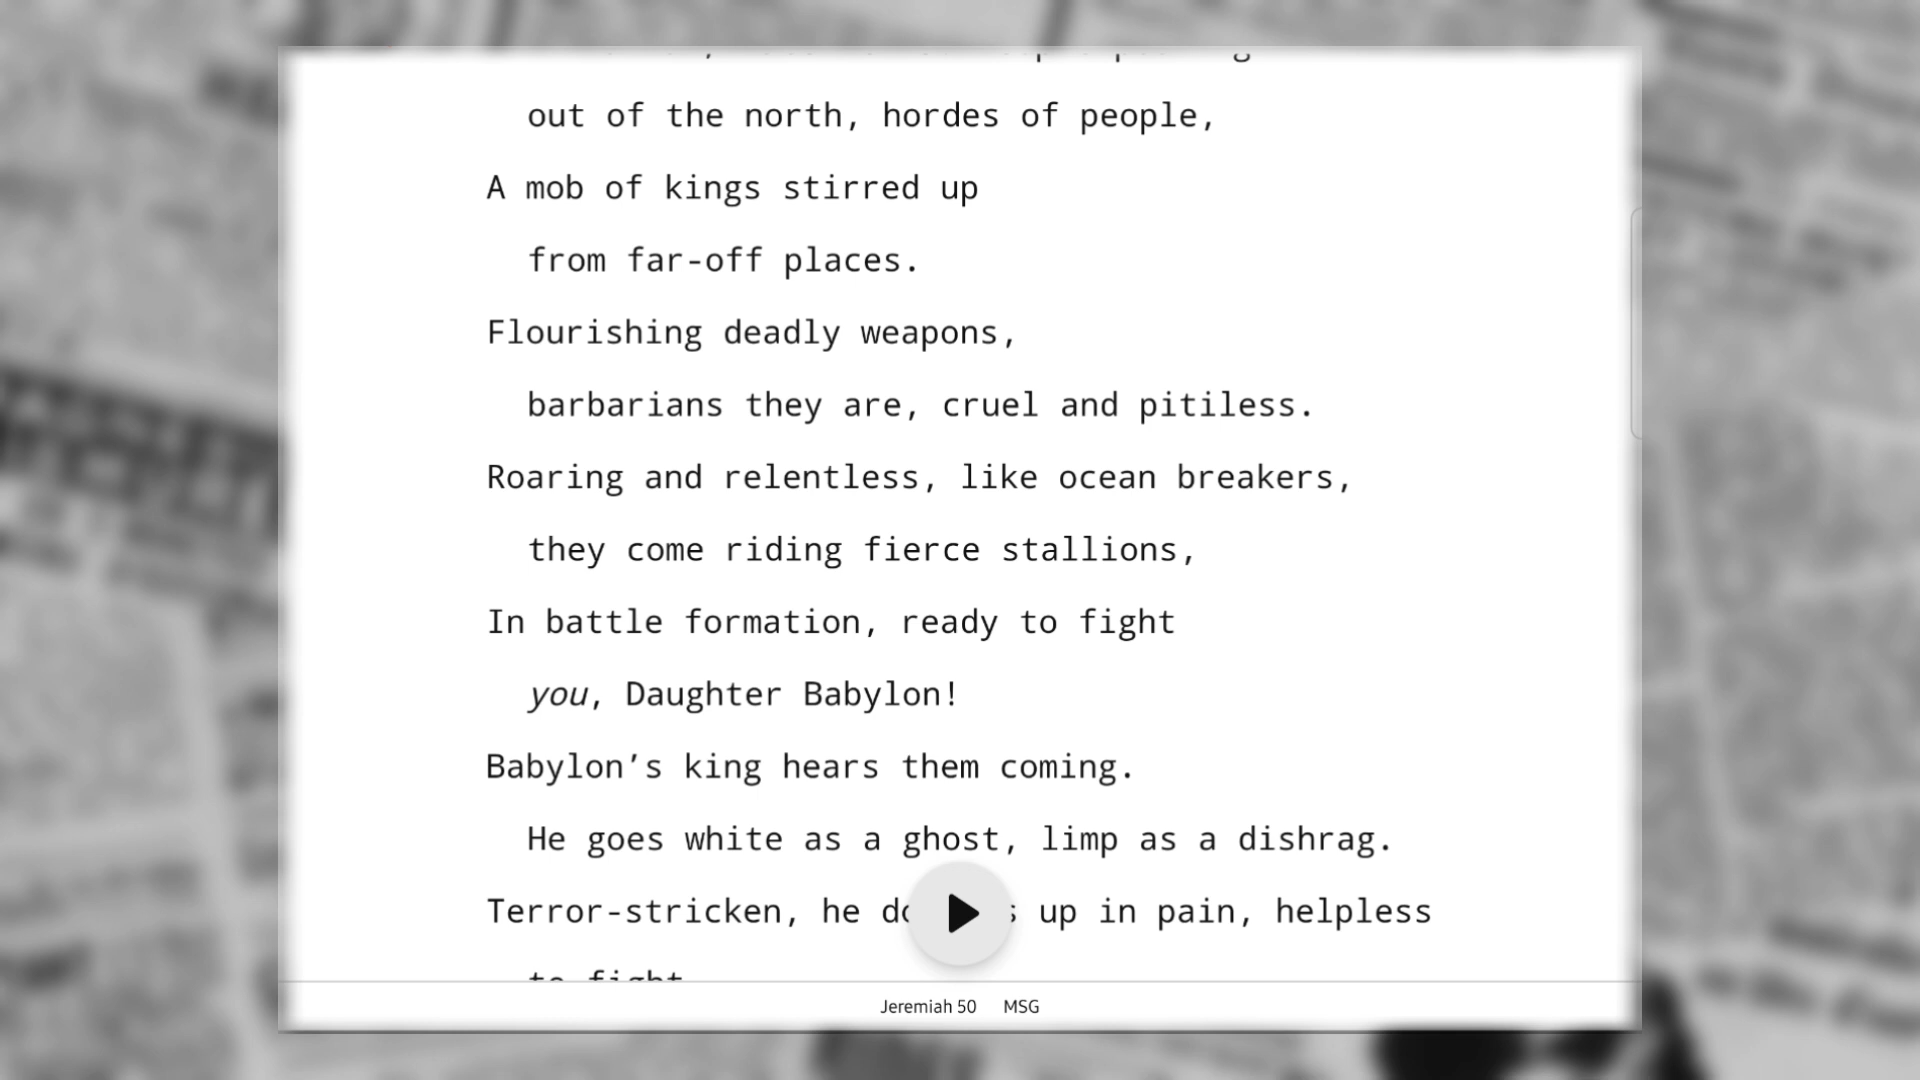 out of the north, hordes of people,
A mob of kings stirred up
from far-off places.
Flourishing deadly weapons,
barbarians they are, cruel and pitiless.
Roaring and relentless, like ocean breakers,
they come riding fierce stallions,
In battle formation, ready to fight
you, Daughter Babylon!
Babylon’s king hears them coming.
He goes white as a ghost, limp as a dishrag.
Terror-stricken, he up in pain, helpless
to fight
Jeremiah 50 MSG